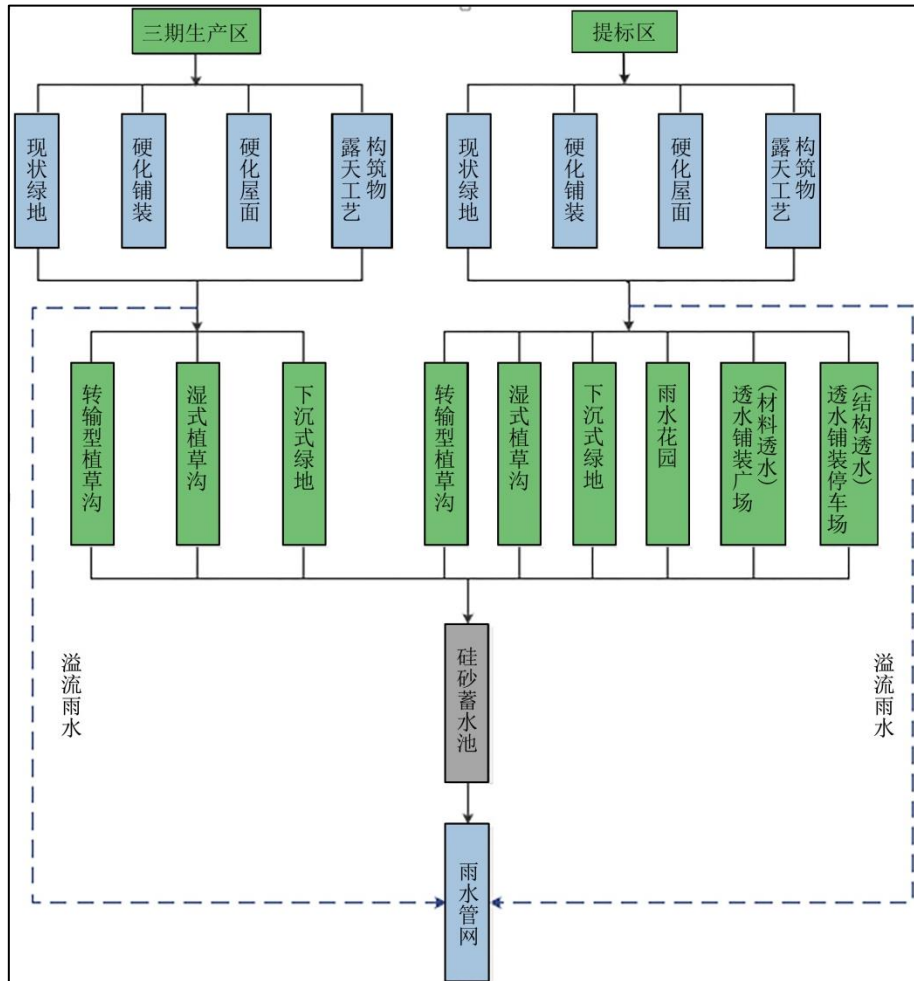 三期生产区
提标区
现状绿地
硬化铺装
硬化屋面
构筑物
露天工艺
现状绿地
硬化铺装
硬化屋面
构筑物
露天工艺
转输型植草沟
湿式植草沟
下沉式绿地
转输型植草沟
湿式植草沟
下沉式绿地
雨水花园
(材料透水)
透水铺装广场
(结构透水)
透水铺装停车场
溢流雨水
硅砂蓄水池
溢流雨水
雨水管网